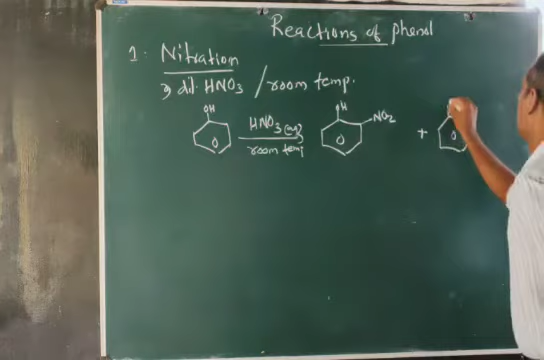 Reactions of phenol
1. Nitration
dil. HNO3 / room temp.
OH HNO3(aq) OH NO2 +
room temp